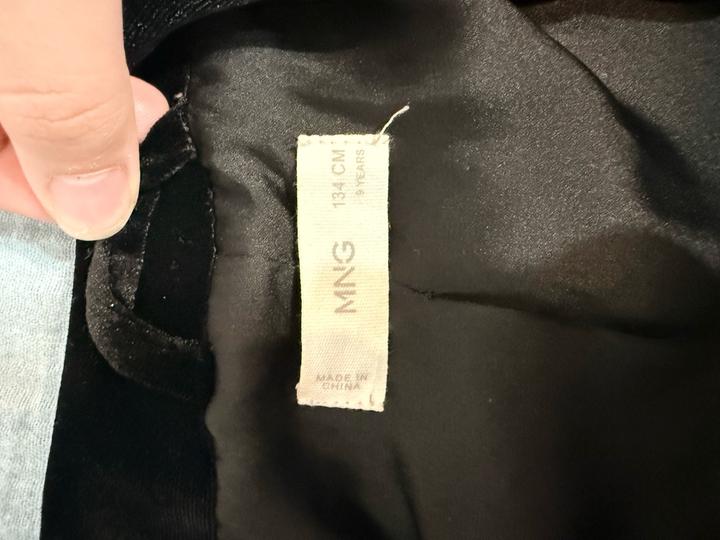 MNG
134 CM
9 YEARS
MADE IN
CHINA